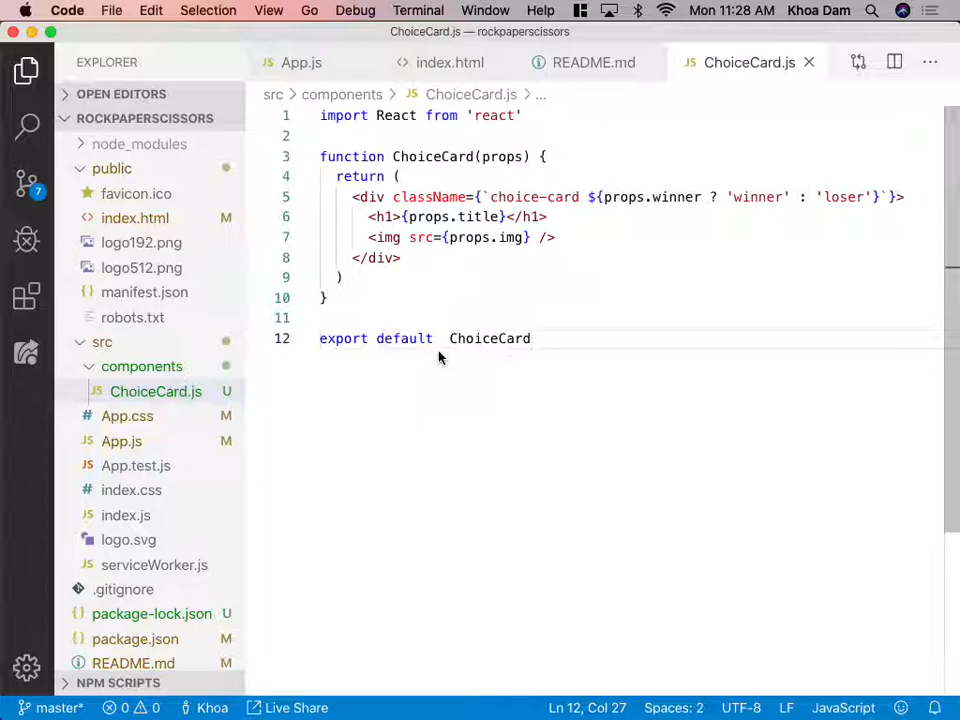 Code File Edit Selection View Go Debug Terminal Window Help Mon 11:28 AM Khoa Dam
ChoiceCard.js — rockpaperscissors
EXPLORER
App.js index.html README.md ChoiceCard.js
OPEN EDITORS
src > components > JS ChoiceCard.js > ...
ROCKPAPERSCISSORS
node_modules
public
favicon.ico
index.html M
logo192.png
logo512.png
manifest.json
robots.txt
src
components
JS ChoiceCard.js U
# App.css M
JS App.js M
JS App.test.js
# index.css
JS index.js
logo.svg
JS serviceWorker.js
.gitignore
{} package-lock.json U
{} package.json M
README.md M
NPM SCRIPTS
7
1 import React from 'react'
2
3 function ChoiceCard(props) {
4 return (
5 <div className={`choice-card ${props.winner ? 'winner' : 'loser'}`}>
6 <h1>{props.title}</h1>
7 <img src={props.img} />
8 </div>
9 )
10 }
11
12 export default  ChoiceCard
master* 0 0 Khoa Live Share Ln 12, Col 27 Spaces: 2 UTF-8 LF JavaScript